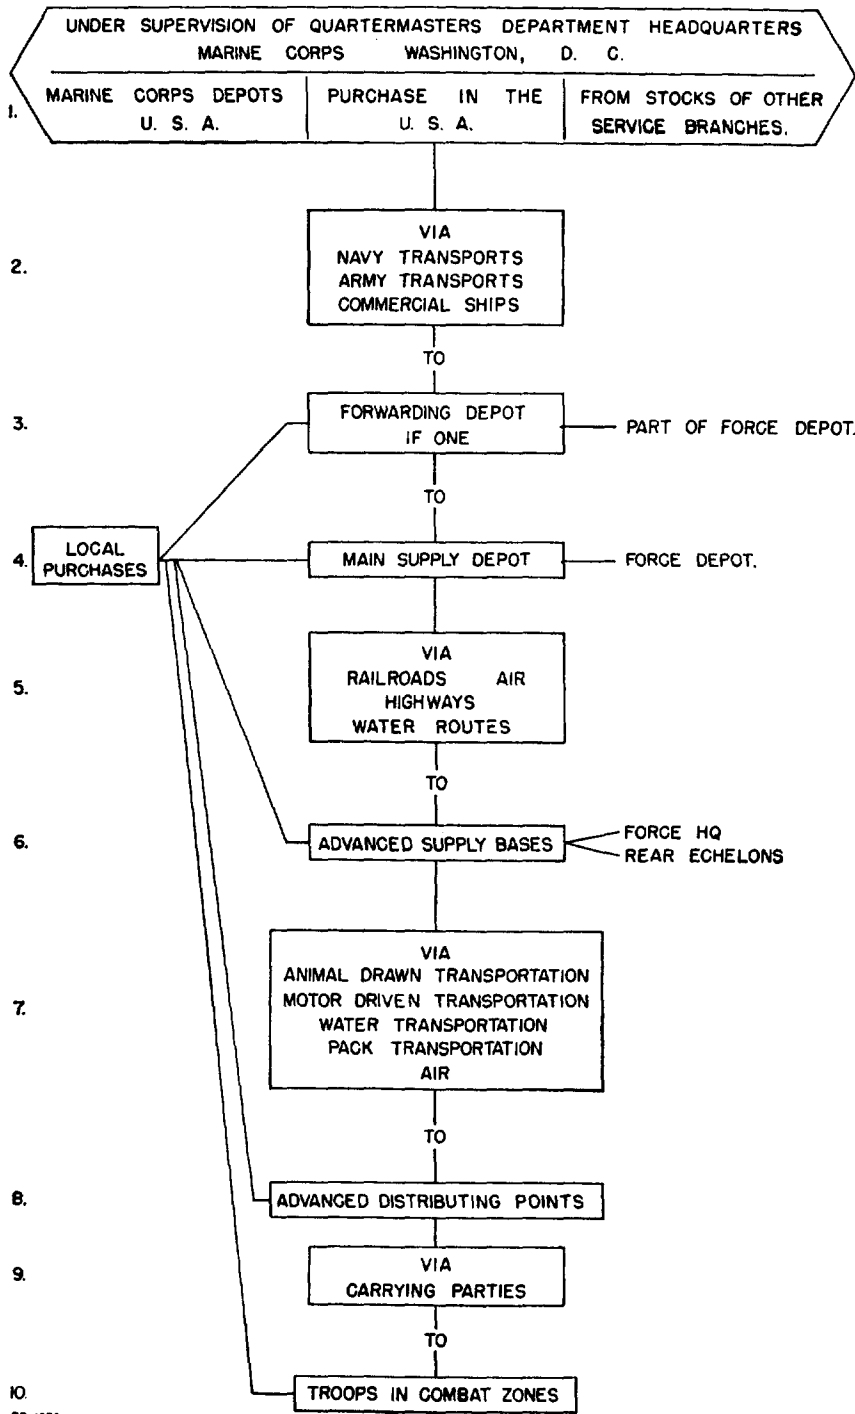 UNDER SUPERVISION OF QUARTERMASTERS DEPARTMENT HEADQUARTERS
MARINE CORPS WASHINGTON, D. C.
1.
MARINE CORPS DEPOTS
U. S. A.
PURCHASE IN THE
U. S. A.
FROM STOCKS OF OTHER
SERVICE BRANCHES.
2.
VIA
NAVY TRANSPORTS
ARMY TRANSPORTS
COMMERCIAL SHIPS
TO
3.
FORWARDING DEPOT
IF ONE
PART OF FORCE DEPOT.
TO
4.
LOCAL
PURCHASES
MAIN SUPPLY DEPOT
FORCE DEPOT.
5.
VIA
RAILROADS AIR
HIGHWAYS
WATER ROUTES
TO
6.
ADVANCED SUPPLY BASES
FORCE HQ
REAR ECHELONS
7.
VIA
ANIMAL DRAWN TRANSPORTATION
MOTOR DRIVEN TRANSPORTATION
WATER TRANSPORTATION
PACK TRANSPORTATION
AIR
TO
8.
ADVANCED DISTRIBUTING POINTS
9.
VIA
CARRYING PARTIES
TO
10.
TROOPS IN COMBAT ZONES